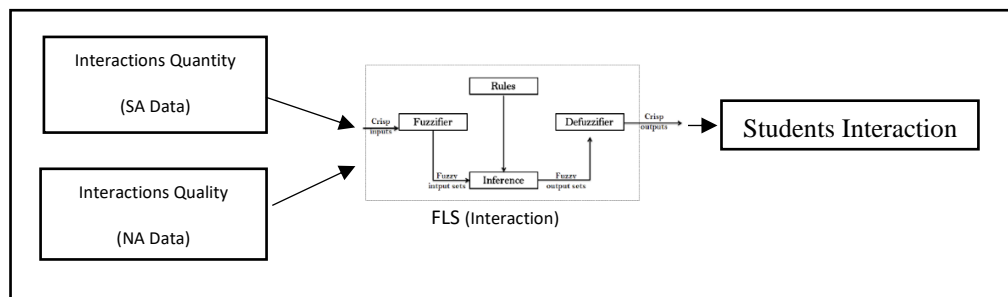 Interactions Quantity
(SA Data)
Interactions Quality
(NA Data)
Rules
Crisp
inputs
Fuzzifier
Defuzzifier
Crisp
outputs
Fuzzy
intput sets
Inference
Fuzzy
output sets
FLS (Interaction)
Students Interaction